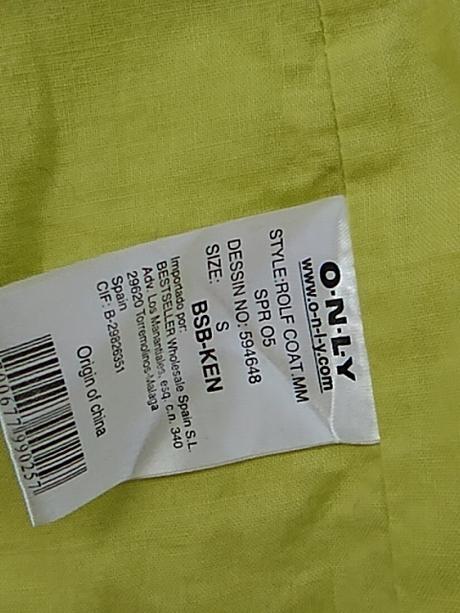 O·N·L·Y
www.o-n-l-y.com
STYLE:ROLF COAT.MM
SPR 05
DESSIN NO: 594648
SIZE: S
BSB-KEN
Importado por:
BESTSELLER Wholesale Spain S.L.
Adv. Los Manantiales, esq. c.n. 340
29620 Torremolinos-Malaga
Spain
CIF: B-29826351
Origin of china